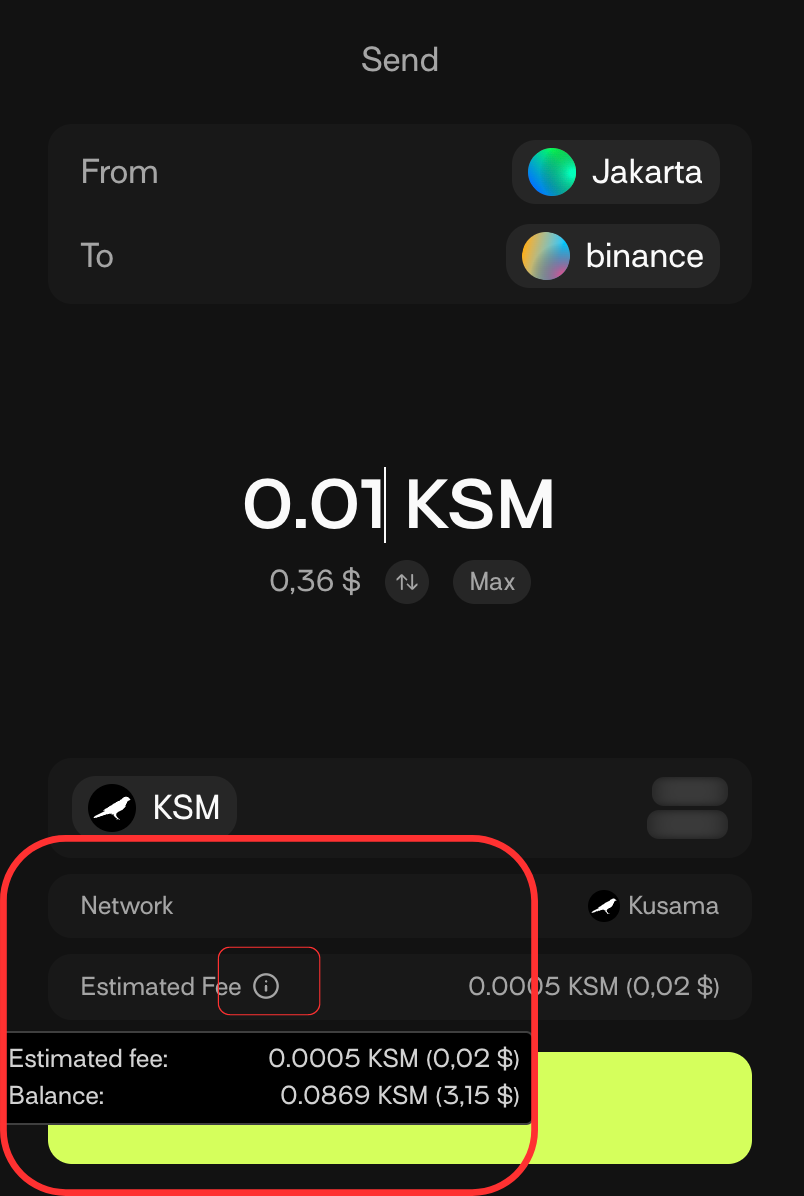 Send
From Jakarta
To binance
0.01 KSM
0,36 $ Max
KSM
Network Kusama
Estimated Fee 0.0005 KSM (0,02 $)
Estimated fee: 0.0005 KSM (0,02 $)
Balance: 0.0869 KSM (3,15 $)